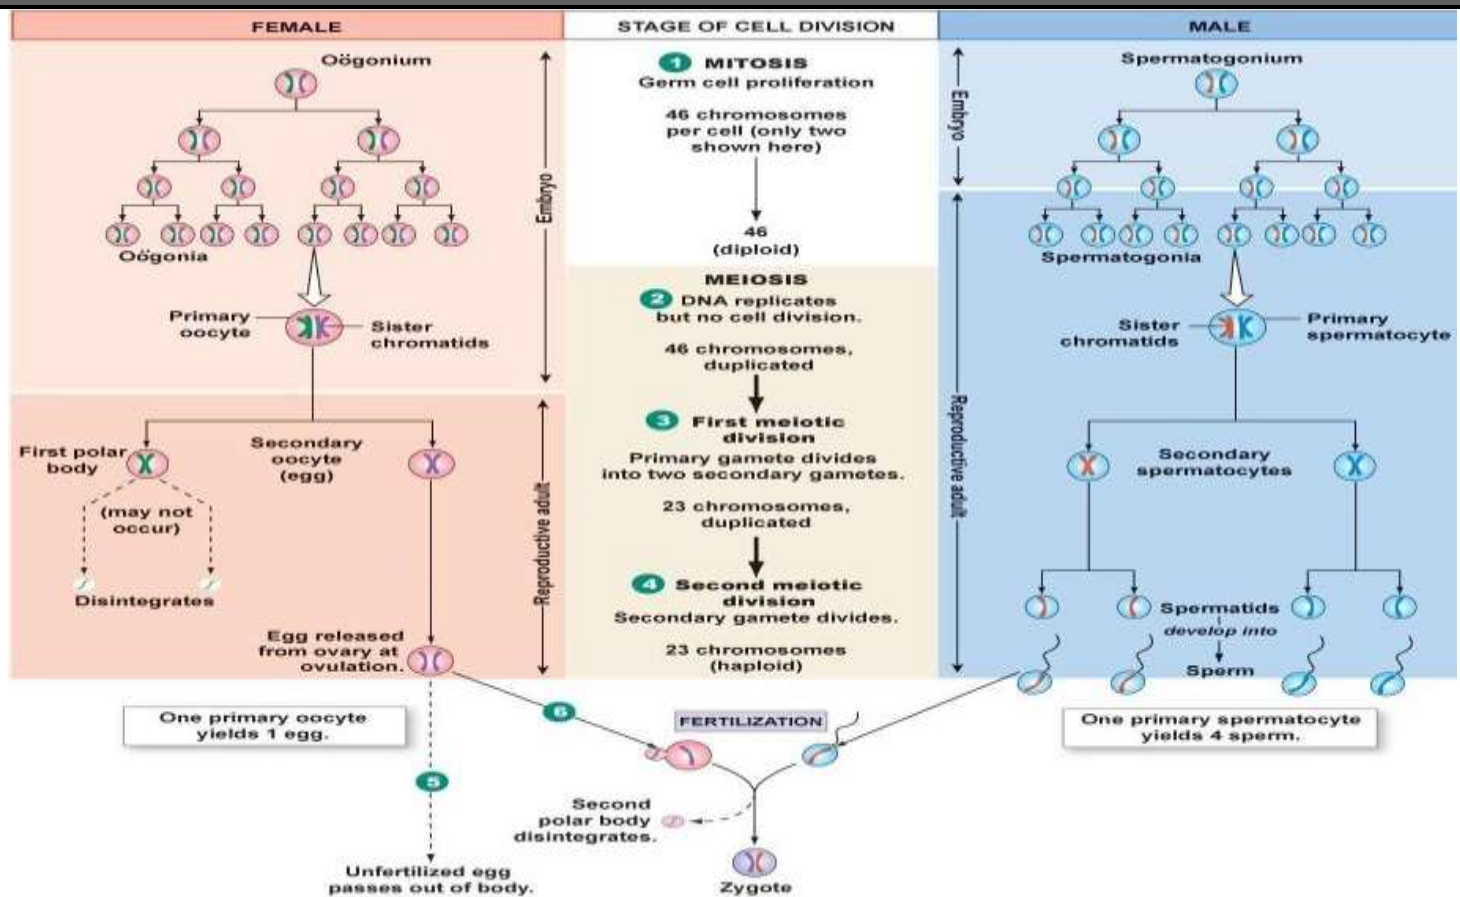 FEMALE
STAGE OF CELL DIVISION
MALE
Oögonium
Embryo
Oögonia
Primary
oocyte
Sister
chromatids
First polar
body
Secondary
oocyte
(egg)
(may not
occur)
Disintegrates
Reproductive adult
Egg released
from ovary at
ovulation.
1 MITOSIS
Germ cell proliferation
46 chromosomes
per cell (only two
shown here)
46
(diploid)
MEIOSIS
2 DNA replicates
but no cell division.
46 chromosomes,
duplicated
3 First meiotic
division
Primary gamete divides
into two secondary gametes.
23 chromosomes,
duplicated
4 Second meiotic
division
Secondary gamete divides.
23 chromosomes
(haploid)
Spermatogonium
Embryo
Spermatogonia
Sister
chromatids
Primary
spermatocyte
Reproductive adult
Secondary
spermatocytes
Spermatids
develop into
Sperm
One primary oocyte
yields 1 egg.
6
FERTILIZATION
One primary spermatocyte
yields 4 sperm.
5
Second
polar body
disintegrates.
Unfertilized egg
passes out of body.
Zygote